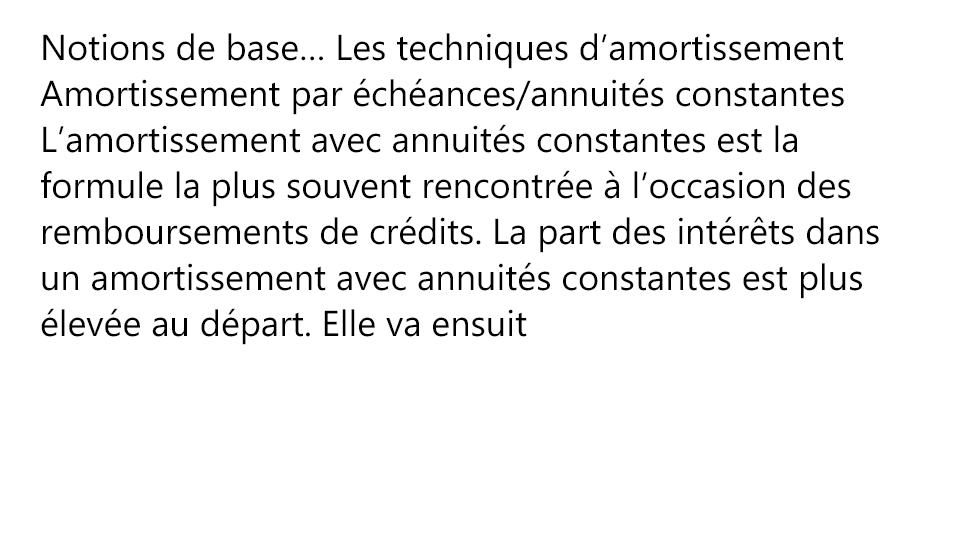 Notions de base… Les techniques d’amortissement
Amortissement par échéances/annuités constantes
L’amortissement avec annuités constantes est la
formule la plus souvent rencontrée à l’occasion des
remboursements de crédits. La part des intérêts dans
un amortissement avec annuités constantes est plus
élevée au départ. Elle va ensuit